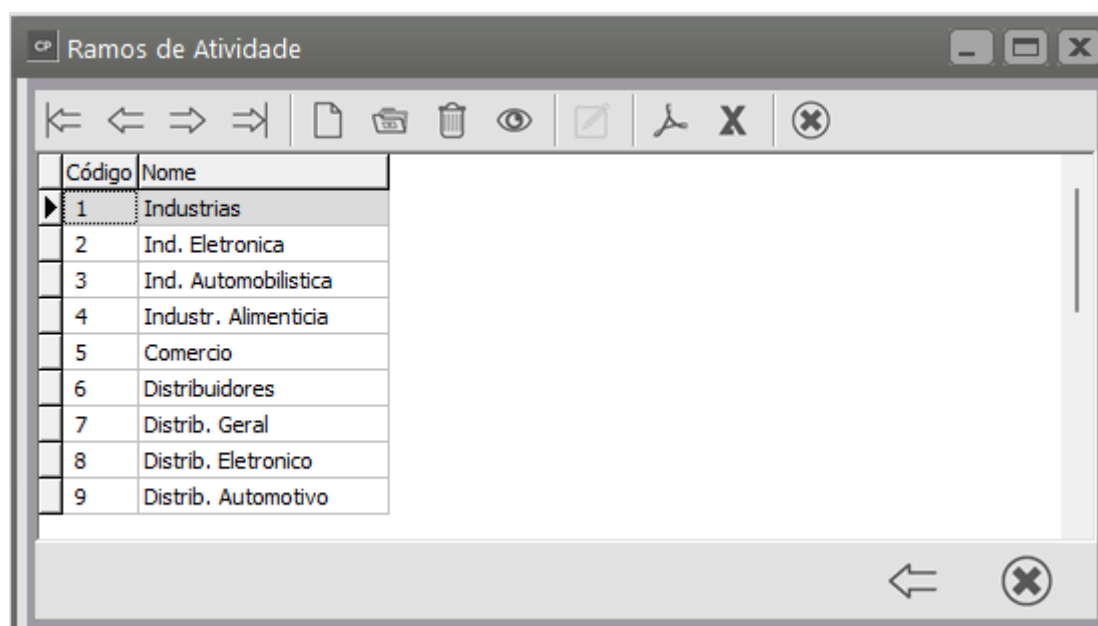 CP Ramos de Atividade
Código Nome
1 Industrias
2 Ind. Eletronica
3 Ind. Automobilistica
4 Industr. Alimenticia
5 Comercio
6 Distribuidores
7 Distrib. Geral
8 Distrib. Eletronico
9 Distrib. Automotivo